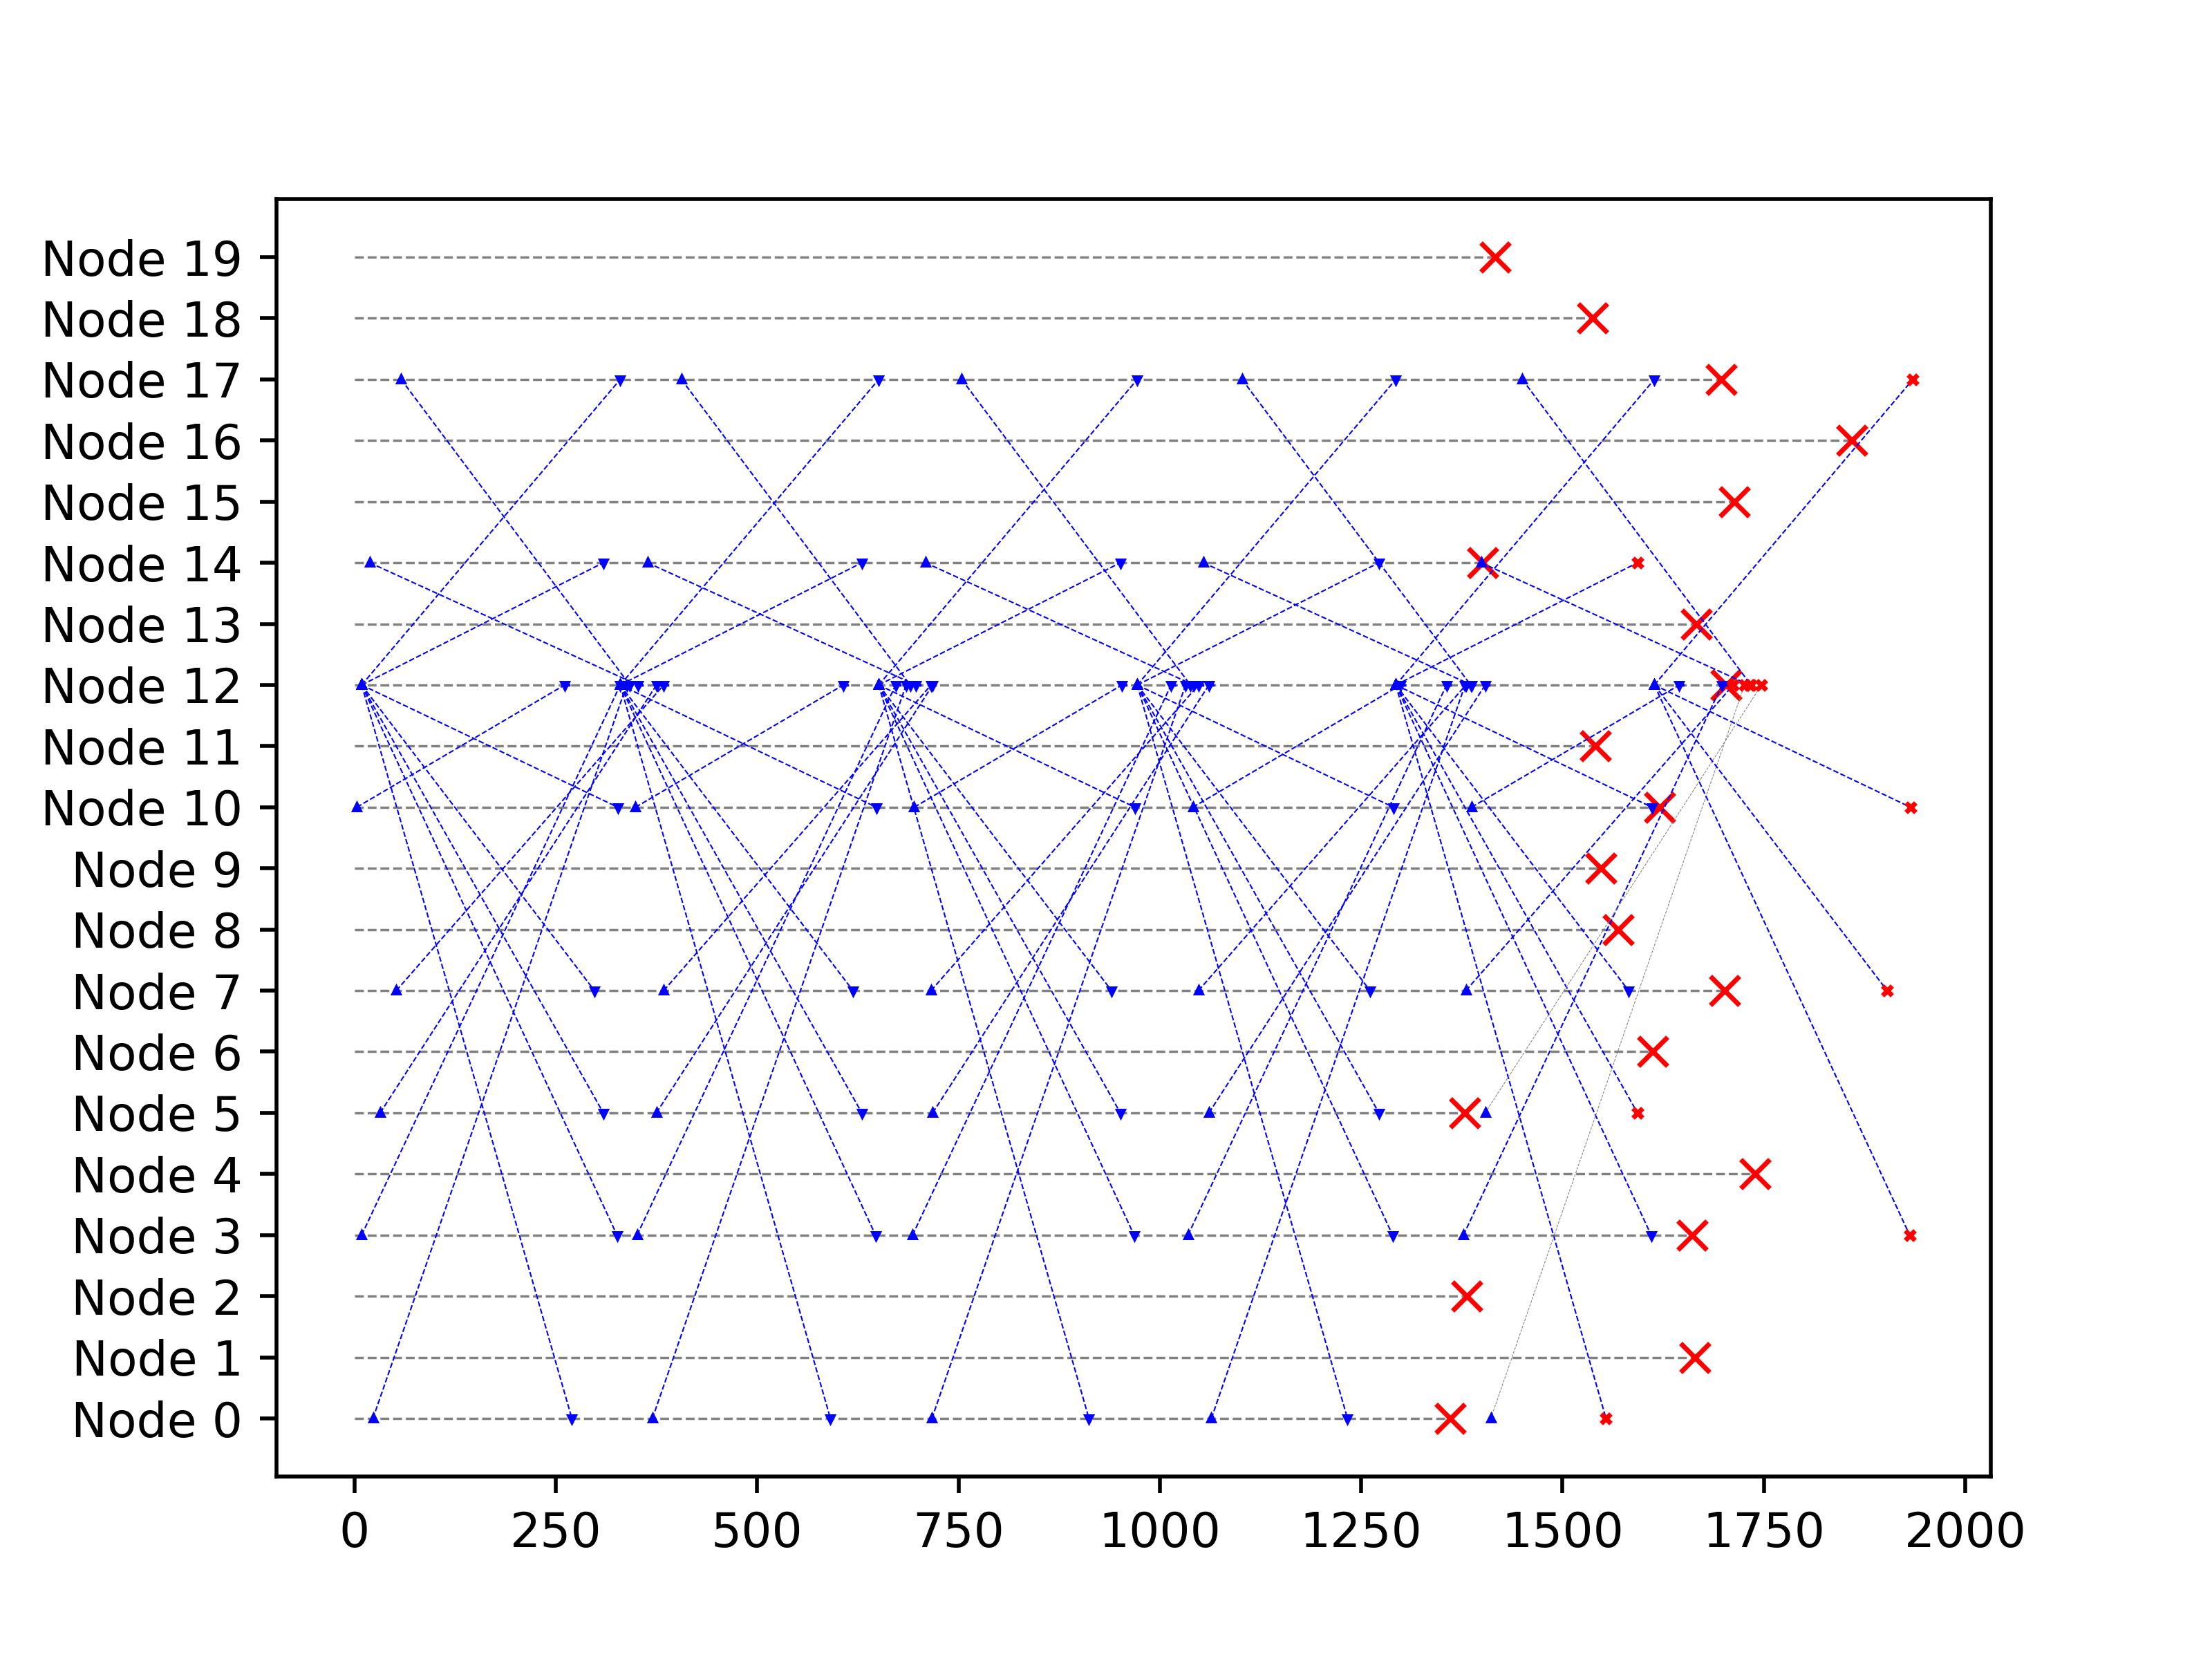 Node 19
Node 18
Node 17
Node 16
Node 15
Node 14
Node 13
Node 12
Node 11
Node 10
Node 9
Node 8
Node 7
Node 6
Node 5
Node 4
Node 3
Node 2
Node 1
Node 0
0 250 500 750 1000 1250 1500 1750 2000